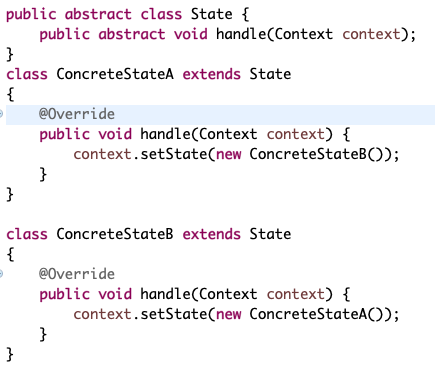 public abstract class State {
    public abstract void handle(Context context);
}
class ConcreteStateA extends State
{
    @Override
    public void handle(Context context) {
        context.setState(new ConcreteStateB());
    }
}

class ConcreteStateB extends State
{
    @Override
    public void handle(Context context) {
        context.setState(new ConcreteStateA());
    }
}